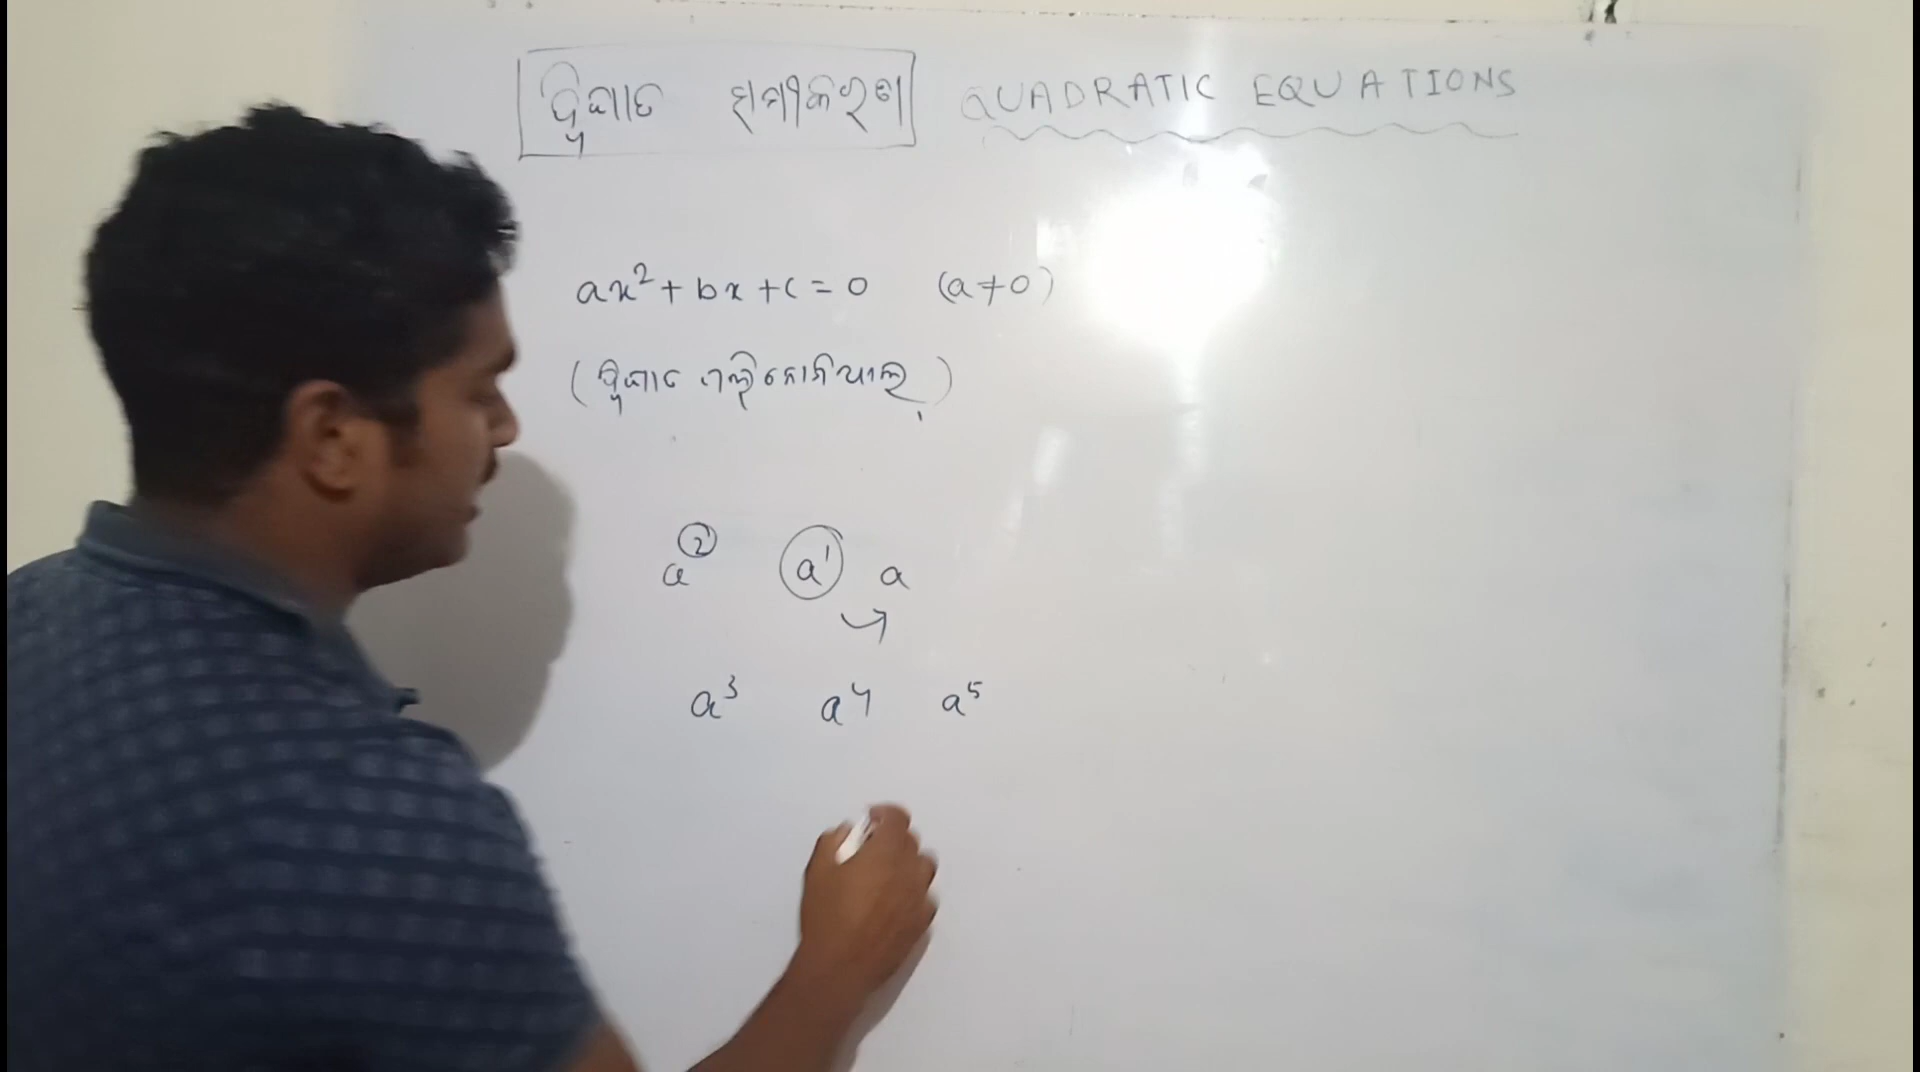 ଦ୍ୱିଘାତ ସମୀକରଣ QUADRATIC EQUATIONS
ax² + bx + c = 0 (a ≠ 0)
(ଦ୍ୱିଘାତ ପଲିନୋମିଆଲ୍)
a² a¹ a
a³ a⁴ a⁵